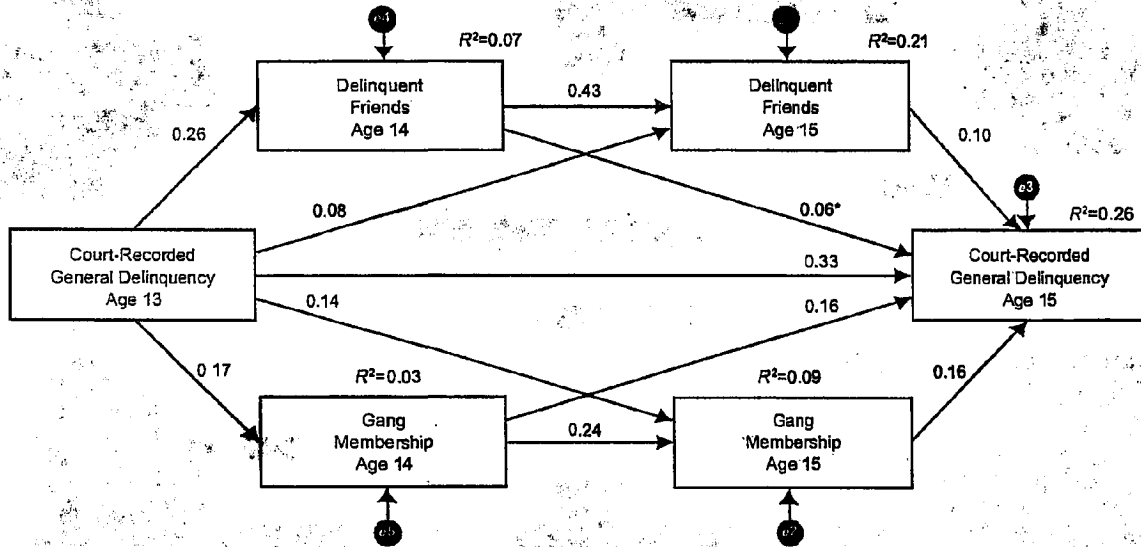 e4
R²=0.07
R²=0.21
Delinquent
Friends
Age 14
0.43
Delinquent
Friends
Age 15
0.26
0.10
e3
0.08
0.06*
R²=0.26
Court-Recorded
General Delinquency
Age 13
0.33
Court-Recorded
General Delinquency
Age 15
0.14
0.16
0 17
R²=0.03
R²=0.09
0.16
Gang
Membership
Age 14
0.24
Gang
Membership
Age 15
e5
e2